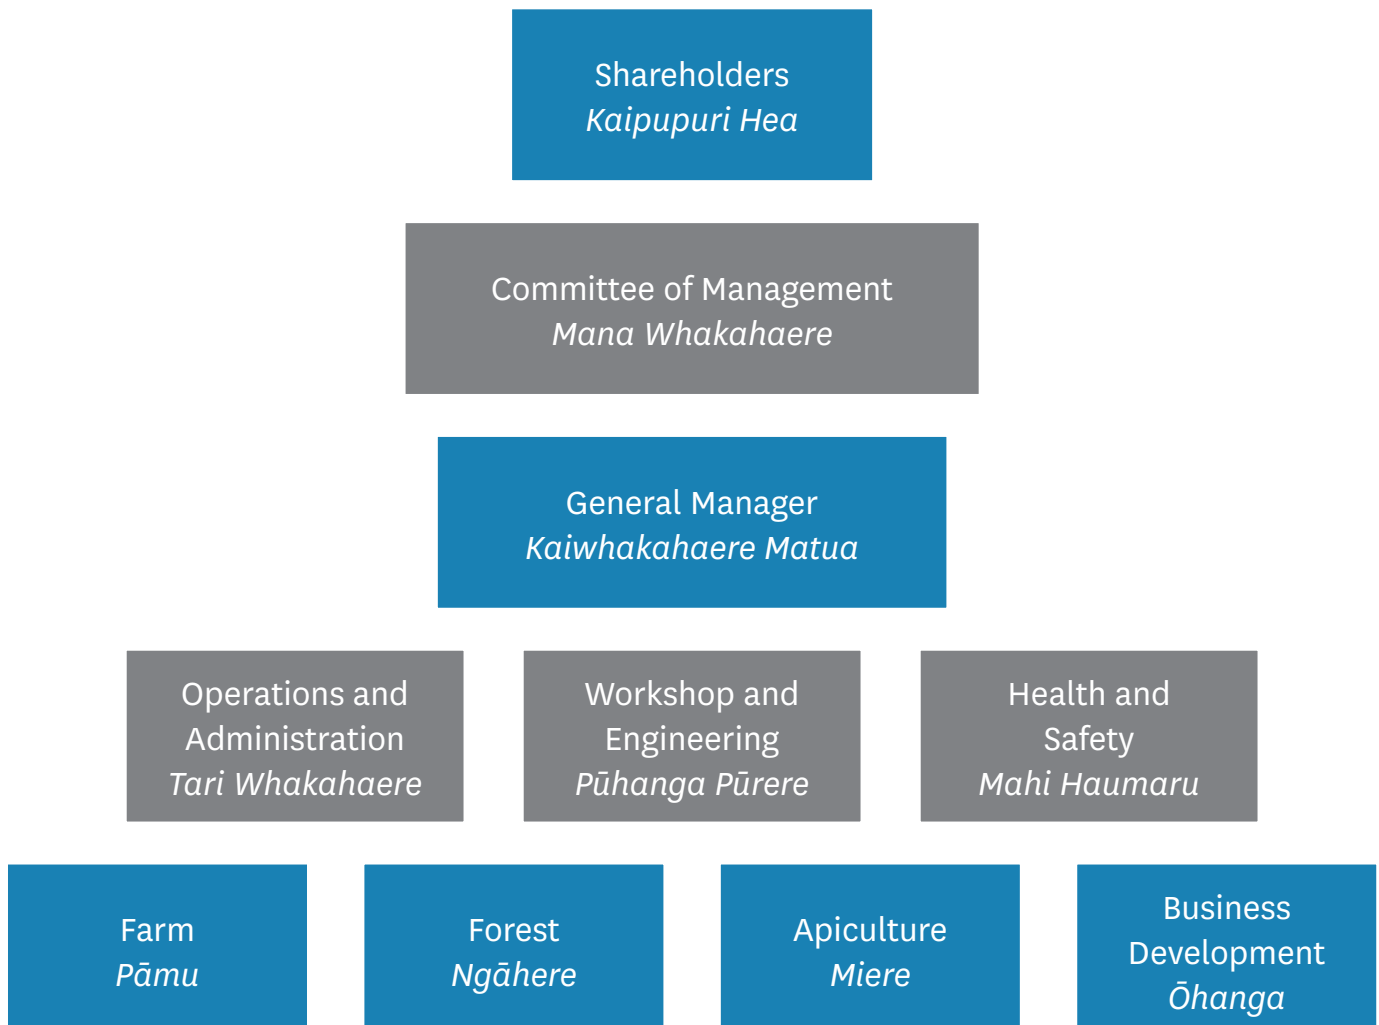 Shareholders
Kaipupuri Hea
Committee of Management
Mana Whakahaere
General Manager
Kaiwhakahaere Matua
Operations and
Administration
Tari Whakahaere
Workshop and
Engineering
Pūhanga Pūrere
Health and
Safety
Mahi Haumaru
Farm
Pāmu
Forest
Ngāhere
Apiculture
Miere
Business
Development
Ōhanga